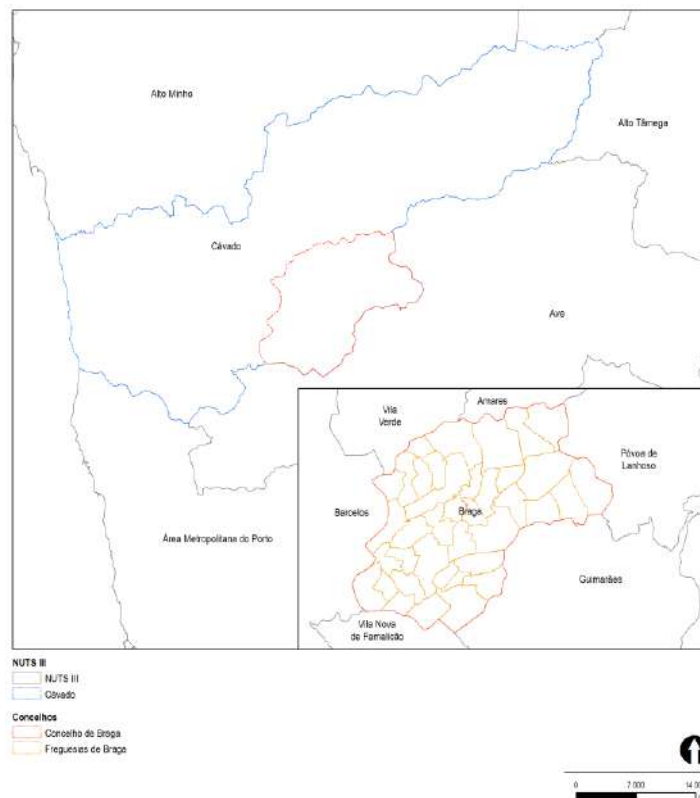 Alto Minho
Alto Tâmega
Cávado
Ave
Amares
Vila
Verde
Póvoa de
Lanhoso
Barcelos
Braga
Área Metropolitana do Porto
Guimarães
Vila Nova
de Famalicão
NUTS III
NUTS III
Cávado
Concelhos
Concelho de Braga
Freguesias de Braga
0 7 000